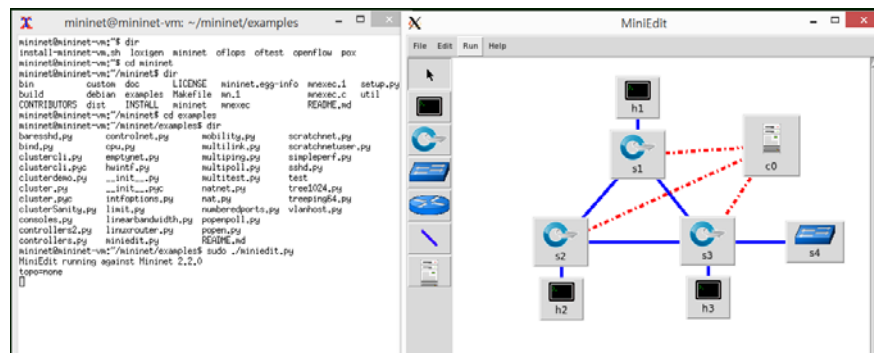 mininet@mininet-vm: ~/mininet/examples
mininet@mininet-vm:~$ dir
install-mininet-vm.sh loxigen mininet oflops oftest openflow pox
mininet@mininet-vm:~$ cd mininet
mininet@mininet-vm:~/mininet$ dir
bin custom doc LICENSE mininet.egg-info mnexec.1 setup.py
build debian examples Makefile mn.1 mnexec.c util
CONTRIBUTORS dist INSTALL mininet mnexec README.md
mininet@mininet-vm:~/mininet$ cd examples
mininet@mininet-vm:~/mininet/examples$ dir
baresshd.py controlnet.py mobility.py scratchnet.py
bind.py cpu.py multilink.py scratchnetuser.py
clustercli.py emptynet.py multiping.py simpleperf.py
clustercli.pyc hwintf.py multipoll.py sshd.py
clusterdemo.py __init__.py multitest.py test
cluster.py __init__.pyc natnet.py tree1024.py
cluster.pyc intfoptions.py nat.py treeping64.py
clusterSanity.py limit.py numberedports.py vlanhost.py
consoles.py linearbandwidth.py popenpoll.py
controllers2.py linuxrouter.py popen.py
controllers.py miniedit.py README.md
mininet@mininet-vm:~/mininet/examples$ sudo ./miniedit.py
MiniEdit running against Mininet 2.2.0
topo=none
MiniEdit
File Edit Run Help
h1
s1
c0
s2
s3
s4
h2
h3